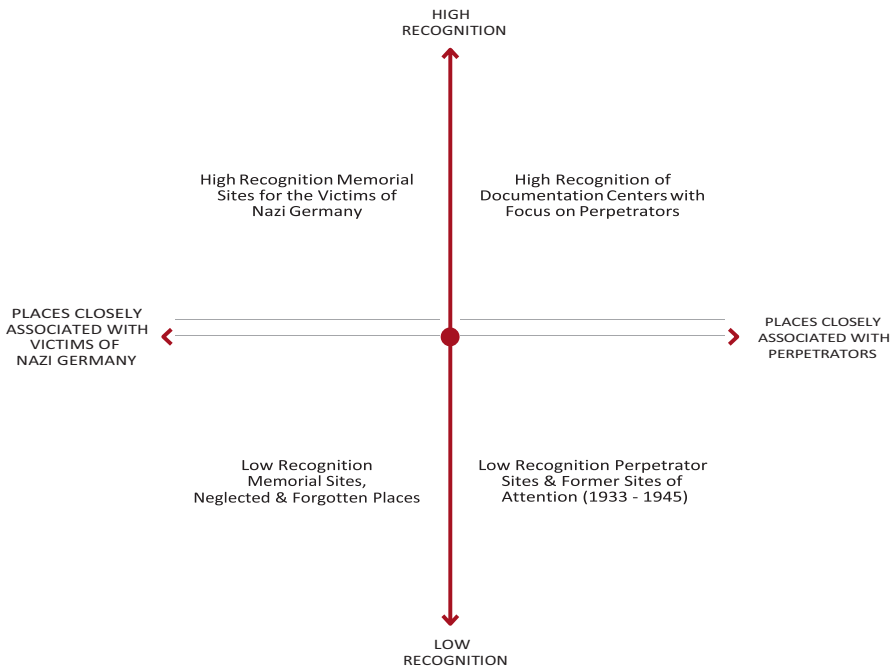 HIGH
RECOGNITION
High Recognition Memorial
Sites for the Victims of
Nazi Germany
High Recognition of
Documentation Centers with
Focus on Perpetrators
PLACES CLOSELY
ASSOCIATED WITH
VICTIMS OF
NAZI GERMANY
PLACES CLOSELY
ASSOCIATED WITH
PERPETRATORS
Low Recognition
Memorial Sites,
Neglected & Forgotten Places
Low Recognition Perpetrator
Sites & Former Sites of
Attention (1933 - 1945)
LOW
RECOGNITION